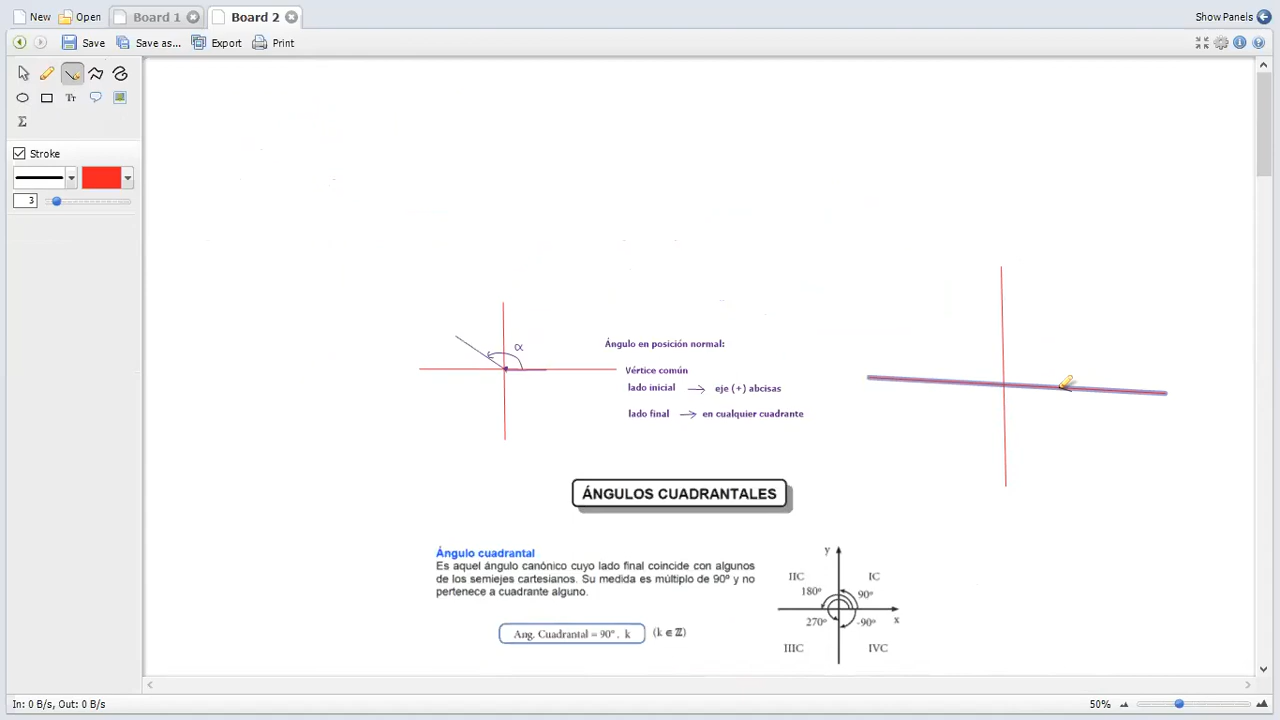 New
Open
Board 1
Board 2
Show Panels
Save
Save as...
Export
Print
Tr
Σ
Stroke
3
α
Ángulo en posición normal:
Vértice común
lado inicial → eje (+) abcisas
lado final → en cualquier cuadrante
ÁNGULOS CUADRANTALES
Ángulo cuadrantal
Es aquel ángulo canónico cuyo lado final coincide con algunos
de los semiejes cartesianos. Su medida es múltiplo de 90º y no
pertenece a cuadrante alguno.
Ang. Cuadrantal = 90º . k (k ∈ ℤ)
y
IIC IC
180º 90º
x
270º -90º
IIIC IVC
In: 0 B/s, Out: 0 B/s
50%